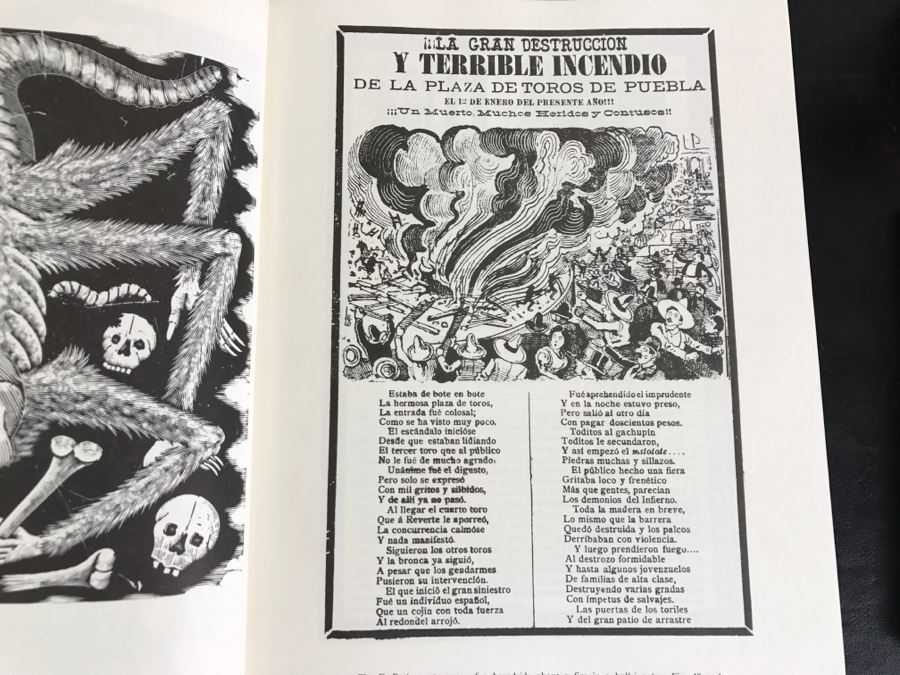 ¡¡¡LA GRAN DESTRUCCION
Y TERRIBLE INCENDIO
DE LA PLAZA DE TOROS DE PUEBLA
EL 12 DE ENERO DEL PRESENTE AÑO!!!
¡¡¡Un Muerto, Muchos Heridos y Contusos!!
Estaba de bote en bote
La hermosa plaza de toros,
La entrada fué colosal;
Como se ha visto muy poco.
El escándalo inicióse
Desde que estaban lidiando
El tercer toro que al público
No le fué de mucho agrado.
Unánime fué el digusto,
Pero solo se expresó
Con mil gritos y silbidos,
Y de allí ya no pasó.
Al llegar el cuarto toro
Que á Reverte le aporreó,
La concurrencia calmóse
Y nada manifestó.
Siguieron los otros toros
Y la bronca ya siguió,
A pesar que los gendarmes
Pusieron su intervención.
El que inició el gran siniestro
Fué un individuo español,
Que un cojin con toda fuerza
Al redondel arrojó.
Fué aprehendido el imprudente
Y en la noche estuvo preso,
Pero salió al otro día
Con pagar doscientos pesos.
Toditos al gachupin
Toditos le secundaron,
Y así empezó el mitote....
Piedras muchas y sillazos.
El público hecho una fiera
Gritaba loco y frenético
Más que gentes, parecian
Los demonios del Infierno.
Toda la madera en breve,
Lo mismo que la barrera
Quedó destruida y los palcos
Derribaban con violencia.
Y luego prendieron fuego....
Al destrozo formidable
Y hasta algunos jovenzuelos
De familias de alta clase,
Destruyendo varias gradas
Con ímpetus de salvajes.
Las puertas de los toriles
Y del gran patio de arrastre